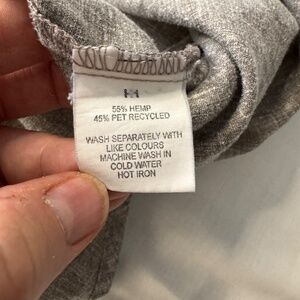 55% HEMP
45% PET RECYCLED
WASH SEPARATELY WITH
LIKE COLOURS
MACHINE WASH IN
COLD WATER
HOT IRON